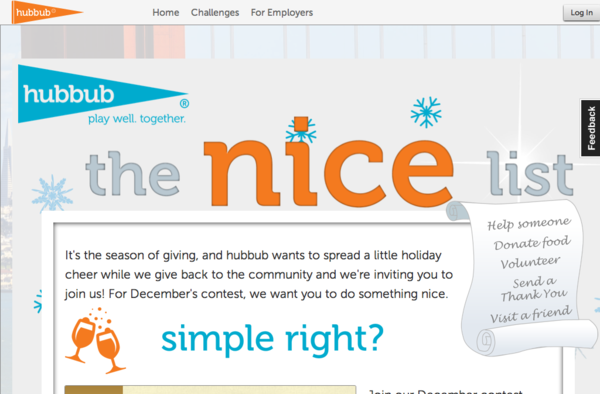 hubbub®
Home Challenges For Employers
Log In
hubbub®
play well. together.
Feedback
the nice list
Help someone
Donate food
Volunteer
Send a
Thank You
Visit a friend
It's the season of giving, and hubbub wants to spread a little holiday
cheer while we give back to the community and we're inviting you to
join us! For December's contest, we want you to do something nice.
simple right?
Join our December contest